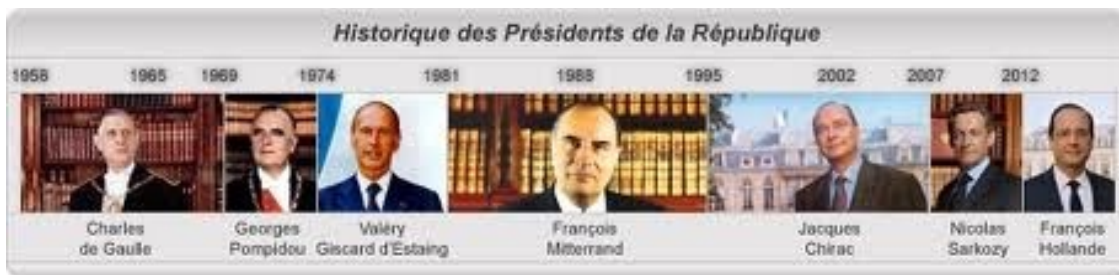 Historique des Présidents de la République
1958 1965 1969 1974 1981 1988 1995 2002 2007 2012
Charles Georges Valéry François Jacques Nicolas François
de Gaulle Pompidou Giscard d'Estaing Mitterrand Chirac Sarkozy Hollande